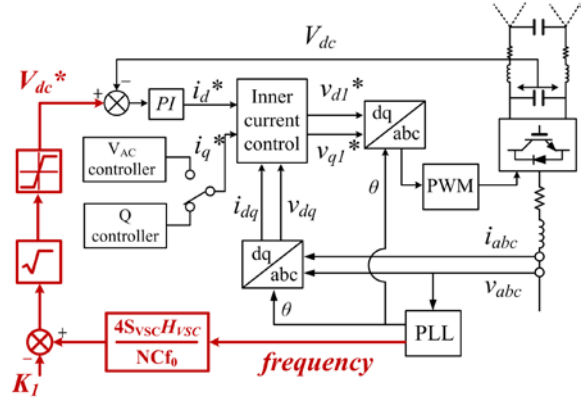 V_dc
V_dc*
+
−
PI
i_d*
Inner
current
control
v_d1*
v_q1*
dq
abc
i_q*
V_AC
controller
Q
controller
θ
PWM
i_dq
v_dq
i_abc
v_abc
dq
abc
θ
PLL
√
+
−
4S_VSC H_VSC
NCf_0
frequency
K_1